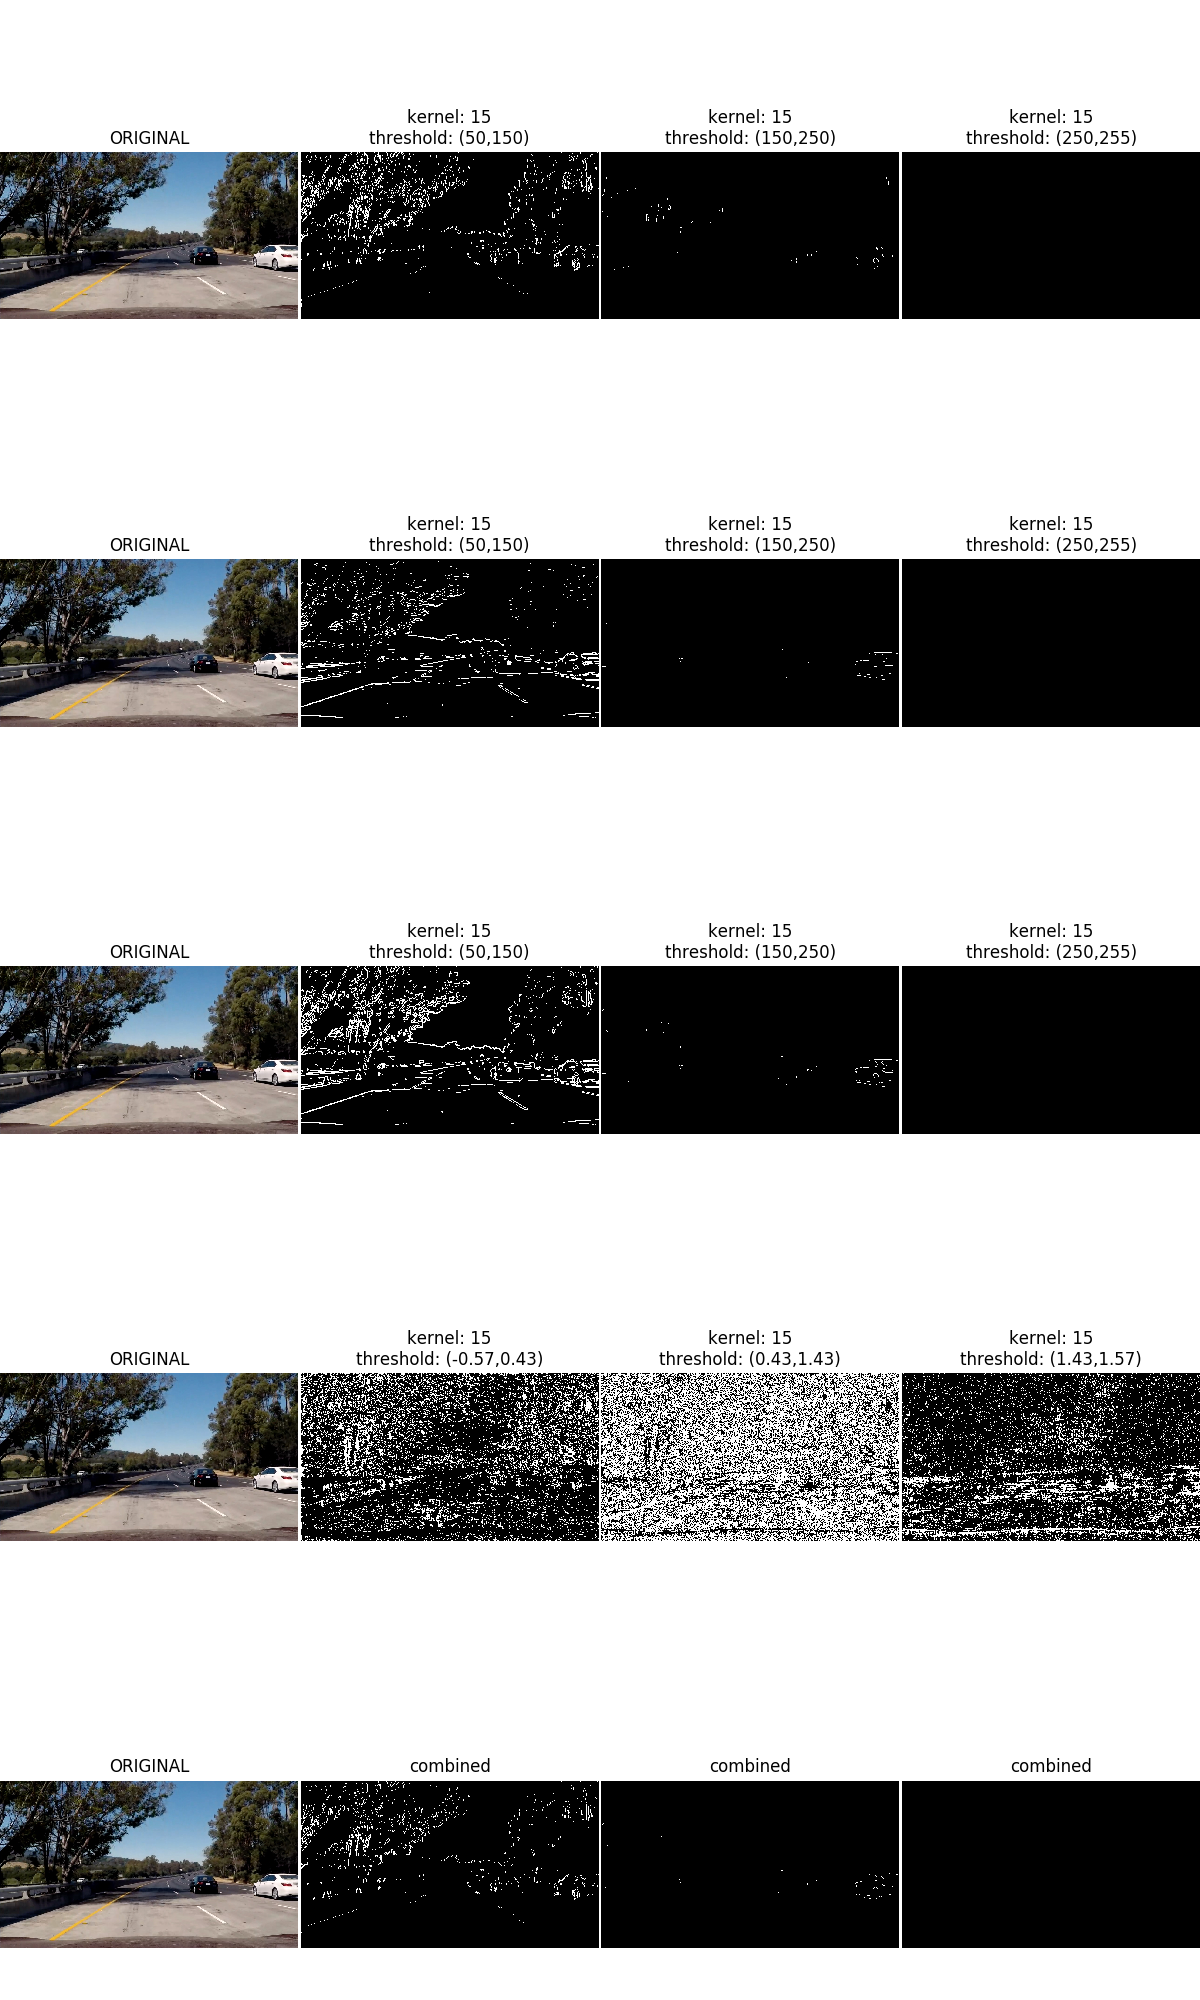 ORIGINAL
kernel: 15
threshold: (50,150)
kernel: 15
threshold: (150,250)
kernel: 15
threshold: (250,255)
ORIGINAL
kernel: 15
threshold: (50,150)
kernel: 15
threshold: (150,250)
kernel: 15
threshold: (250,255)
ORIGINAL
kernel: 15
threshold: (50,150)
kernel: 15
threshold: (150,250)
kernel: 15
threshold: (250,255)
ORIGINAL
kernel: 15
threshold: (-0.57,0.43)
kernel: 15
threshold: (0.43,1.43)
kernel: 15
threshold: (1.43,1.57)
ORIGINAL
combined
combined
combined